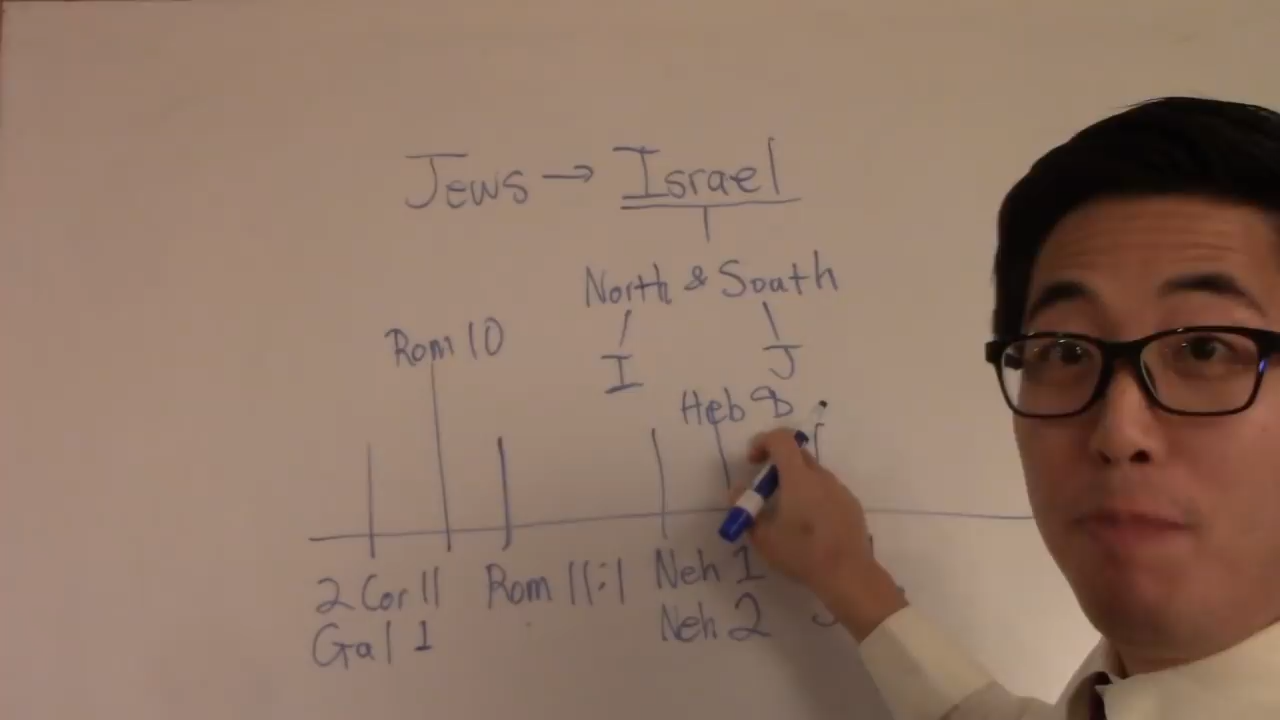 Jews → Israel
North & South
I J
Rom 10
Heb 8
2 Cor 11 Rom 11:1 Neh 1
Gal 1 Neh 2